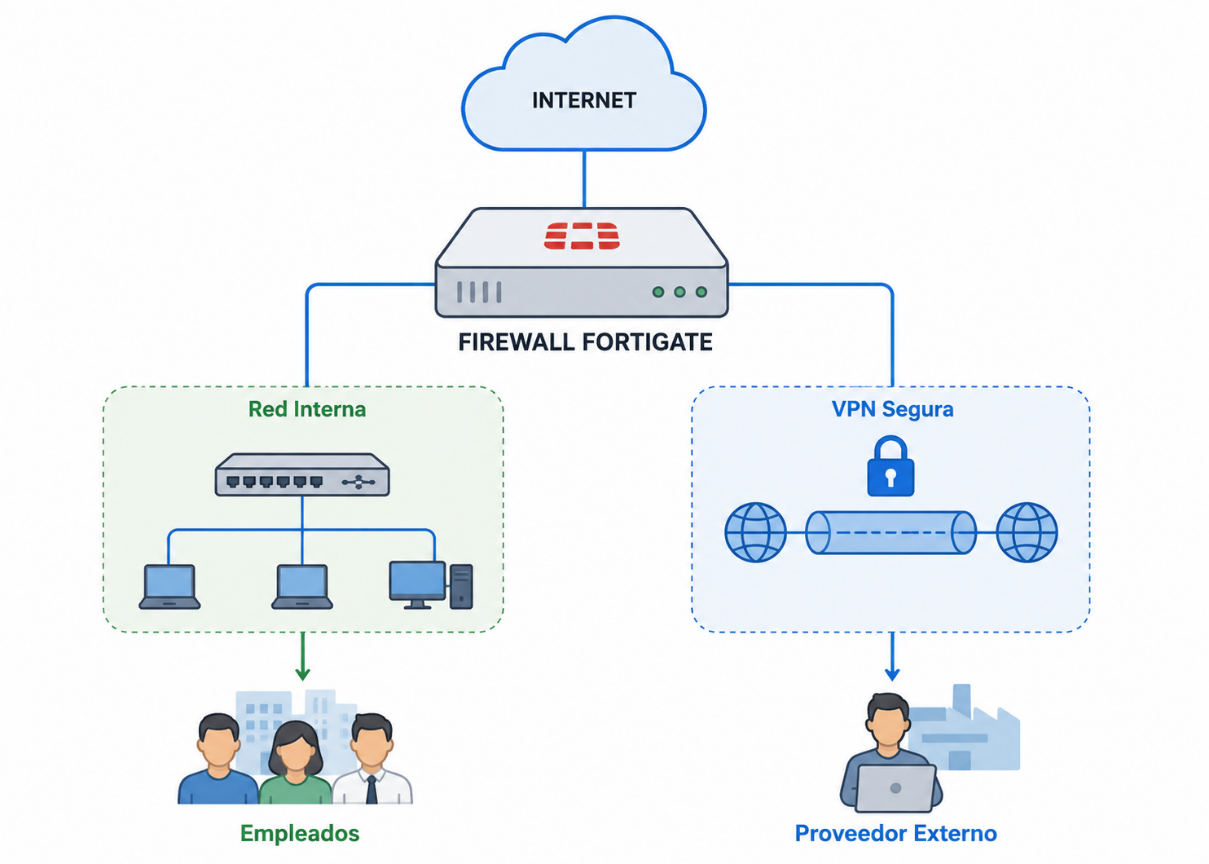 INTERNET
FIREWALL FORTIGATE
Red Interna
VPN Segura
Empleados
Proveedor Externo